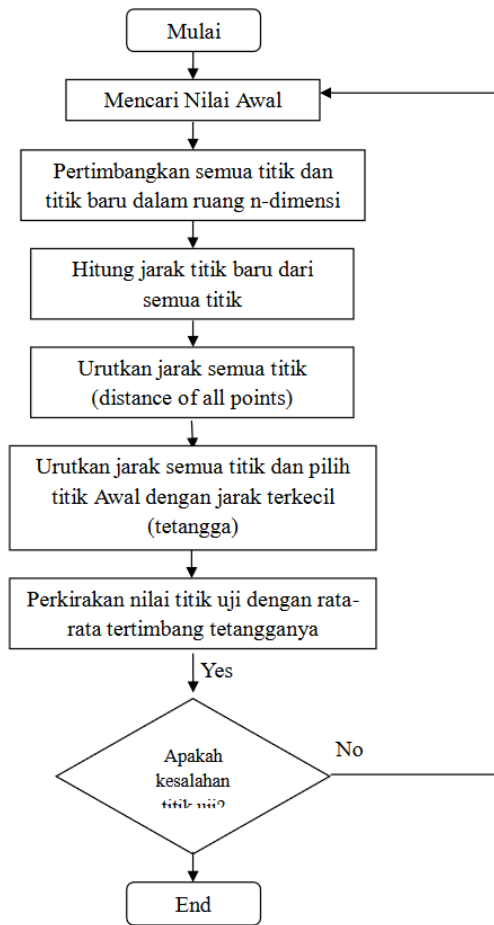 Mulai
Mencari Nilai Awal
Pertimbangkan semua titik dan
titik baru dalam ruang n-dimensi
Hitung jarak titik baru dari
semua titik
Urutkan jarak semua titik
(distance of all points)
Urutkan jarak semua titik dan pilih
titik Awal dengan jarak terkecil
(tetangga)
Perkirakan nilai titik uji dengan rata-
rata tertimbang tetangganya
Yes
Apakah
kesalahan
titik uji?
No
End